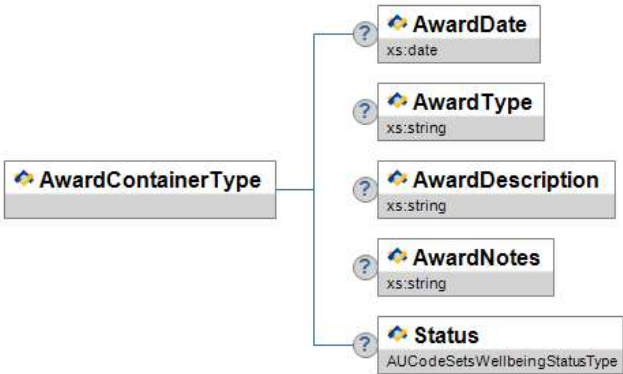 ?
AwardDate
xs:date
?
AwardType
xs:string
AwardContainerType
?
AwardDescription
xs:string
?
AwardNotes
xs:string
?
Status
AUCodeSetsWellbeingStatusType